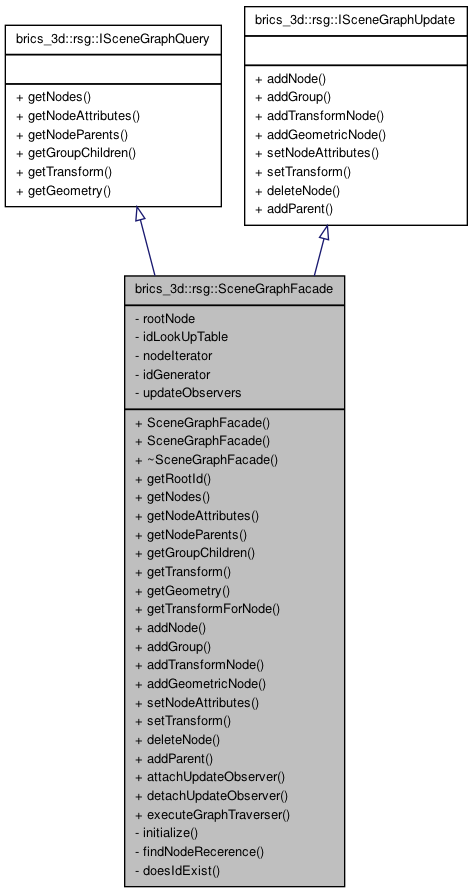 brics_3d::rsg::ISceneGraphQuery
+ getNodes()
+ getNodeAttributes()
+ getNodeParents()
+ getGroupChildren()
+ getTransform()
+ getGeometry()
brics_3d::rsg::ISceneGraphUpdate
+ addNode()
+ addGroup()
+ addTransformNode()
+ addGeometricNode()
+ setNodeAttributes()
+ setTransform()
+ deleteNode()
+ addParent()
brics_3d::rsg::SceneGraphFacade
- rootNode
- idLookUpTable
- nodeIterator
- idGenerator
- updateObservers
+ SceneGraphFacade()
+ SceneGraphFacade()
+ ~SceneGraphFacade()
+ getRootId()
+ getNodes()
+ getNodeAttributes()
+ getNodeParents()
+ getGroupChildren()
+ getTransform()
+ getGeometry()
+ getTransformForNode()
+ addNode()
+ addGroup()
+ addTransformNode()
+ addGeometricNode()
+ setNodeAttributes()
+ setTransform()
+ deleteNode()
+ addParent()
+ attachUpdateObserver()
+ detachUpdateObserver()
+ executeGraphTraverser()
- initialize()
- findNodeRecerence()
- doesIdExist()